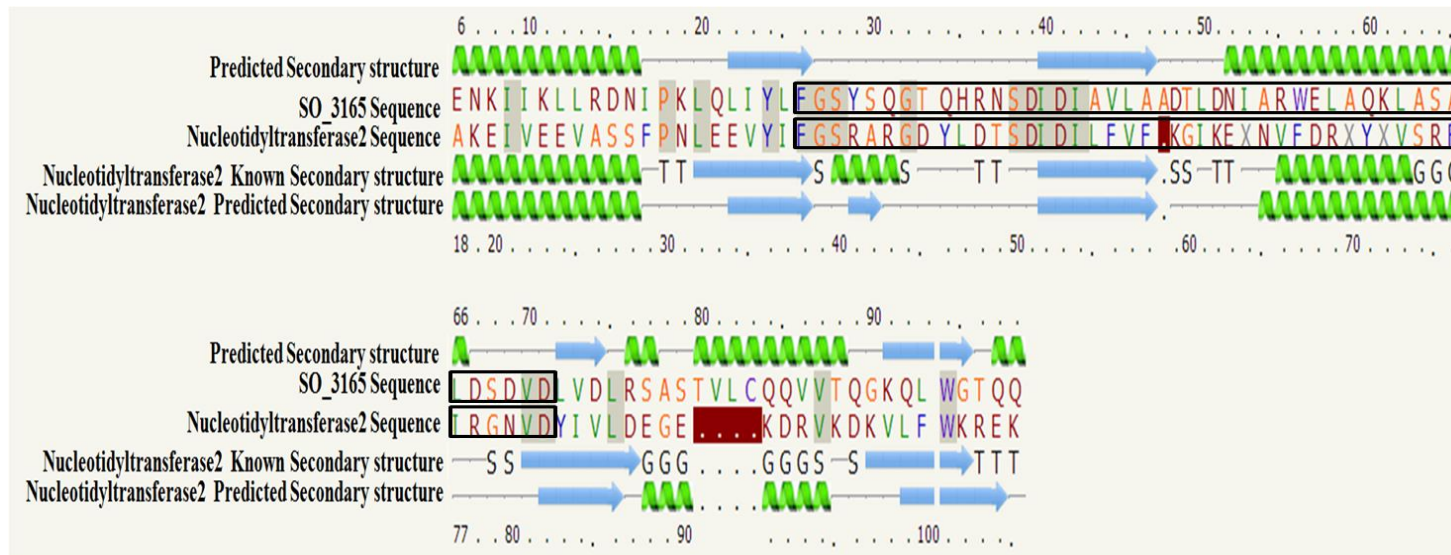 6 . . . 10 . . . . . . . . . 20 . . . . . . . . . 30 . . . . . . . . . 40 . . . . . . . . . 50 . . . . . . . . . 60 . . . .
Predicted Secondary structure
SO_3165 Sequence ENKIIKLLRDNIPKLQLIYLFGSYSQGTQHRNSDIDIAVLAADTLDNIARWELAQKLASA
Nucleotidyltransferase2 Sequence AKEIVEEVASSFPNLEEVYIFGSRARGDYLDTSDIDILFVFAKGIKEXNVFDRXYXVSR
Nucleotidyltransferase2 Known Secondary structure TT S S TT .SS TT GGG
Nucleotidyltransferase2 Predicted Secondary structure .
18 . 20 . . . . . . . . . 30 . . . . . . . . . 40 . . . . . . . . . 50 . . . . . . . . 60 . . . . . . . . . 70 . . . . .
66 . . . 70 . . . . . . . . . 80 . . . . . . . . . 90 . . . . . . . .
Predicted Secondary structure
SO_3165 Sequence LDSDVDLVDLRSASTVLCQQVVTQGKQLWGTQQ
Nucleotidyltransferase2 Sequence IRGNVDYIVLDEGE....KDRVKDKVLFWKREK
Nucleotidyltransferase2 Known Secondary structure SS GGG....GGGS S TTT
Nucleotidyltransferase2 Predicted Secondary structure ....
77 . . 80 . . . . . . . . . 90 . . . . . . . . . 100 . . . .